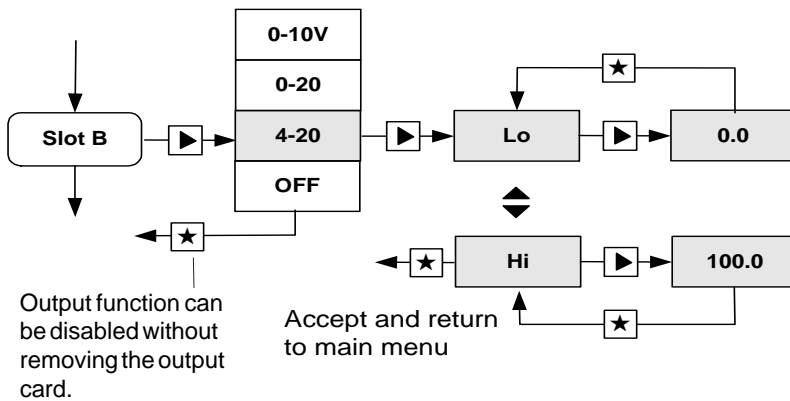 0-10V
0-20
Slot B
4-20
Lo
0.0
OFF
Hi
100.0
Output function can
be disabled without
removing the output
card.
Accept and return
to main menu